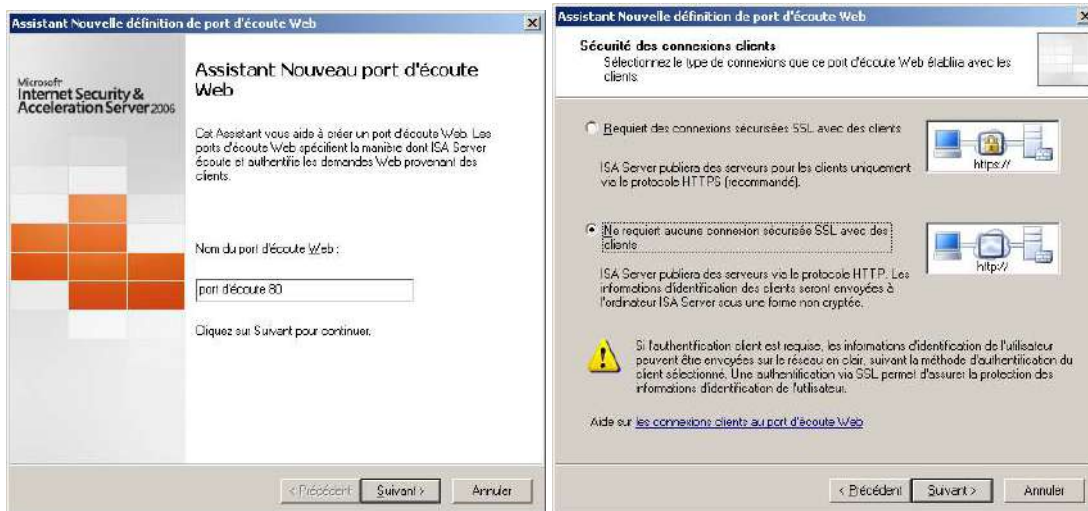 Assistant Nouvelle définition de port d'écoute Web
Microsoft
Internet Security &
Acceleration Server 2006
Assistant Nouveau port d'écoute
Web
Cet Assistant vous aide à créer un port d'écoute Web. Les
ports d'écoute Web spécifient la manière dont ISA Server
écoute et authentifie les demandes Web provenant des
clients.
Nom du port d'écoute Web :
port d'écoute 80
Cliquez sur Suivant pour continuer.
< Précédent
Suivant >
Annuler
Assistant Nouvelle définition de port d'écoute Web
Sécurité des connexions clients
Sélectionnez le type de connexions que ce port d'écoute Web établira avec les
clients.
Requiert des connexions sécurisées SSL avec des clients
https://
ISA Server publiera des serveurs pour les clients uniquement
via le protocole HTTPS (recommandé).
Ne requiert aucune connexion sécurisée SSL avec des
clients
http://
ISA Server publiera des serveurs via le protocole HTTP. Les
informations d'identification des clients seront envoyées à
l'ordinateur ISA Server sous une forme non cryptée.
Si l'authentification client est requise, les informations d'identification de l'utilisateur
peuvent être envoyées sur le réseau en clair, suivant la méthode d'authentification du
client sélectionné. Une authentification via SSL permet d'assurer la protection des
informations d'identification de l'utilisateur.
Aide sur les connexions clients au port d'écoute Web
< Précédent
Suivant >
Annuler